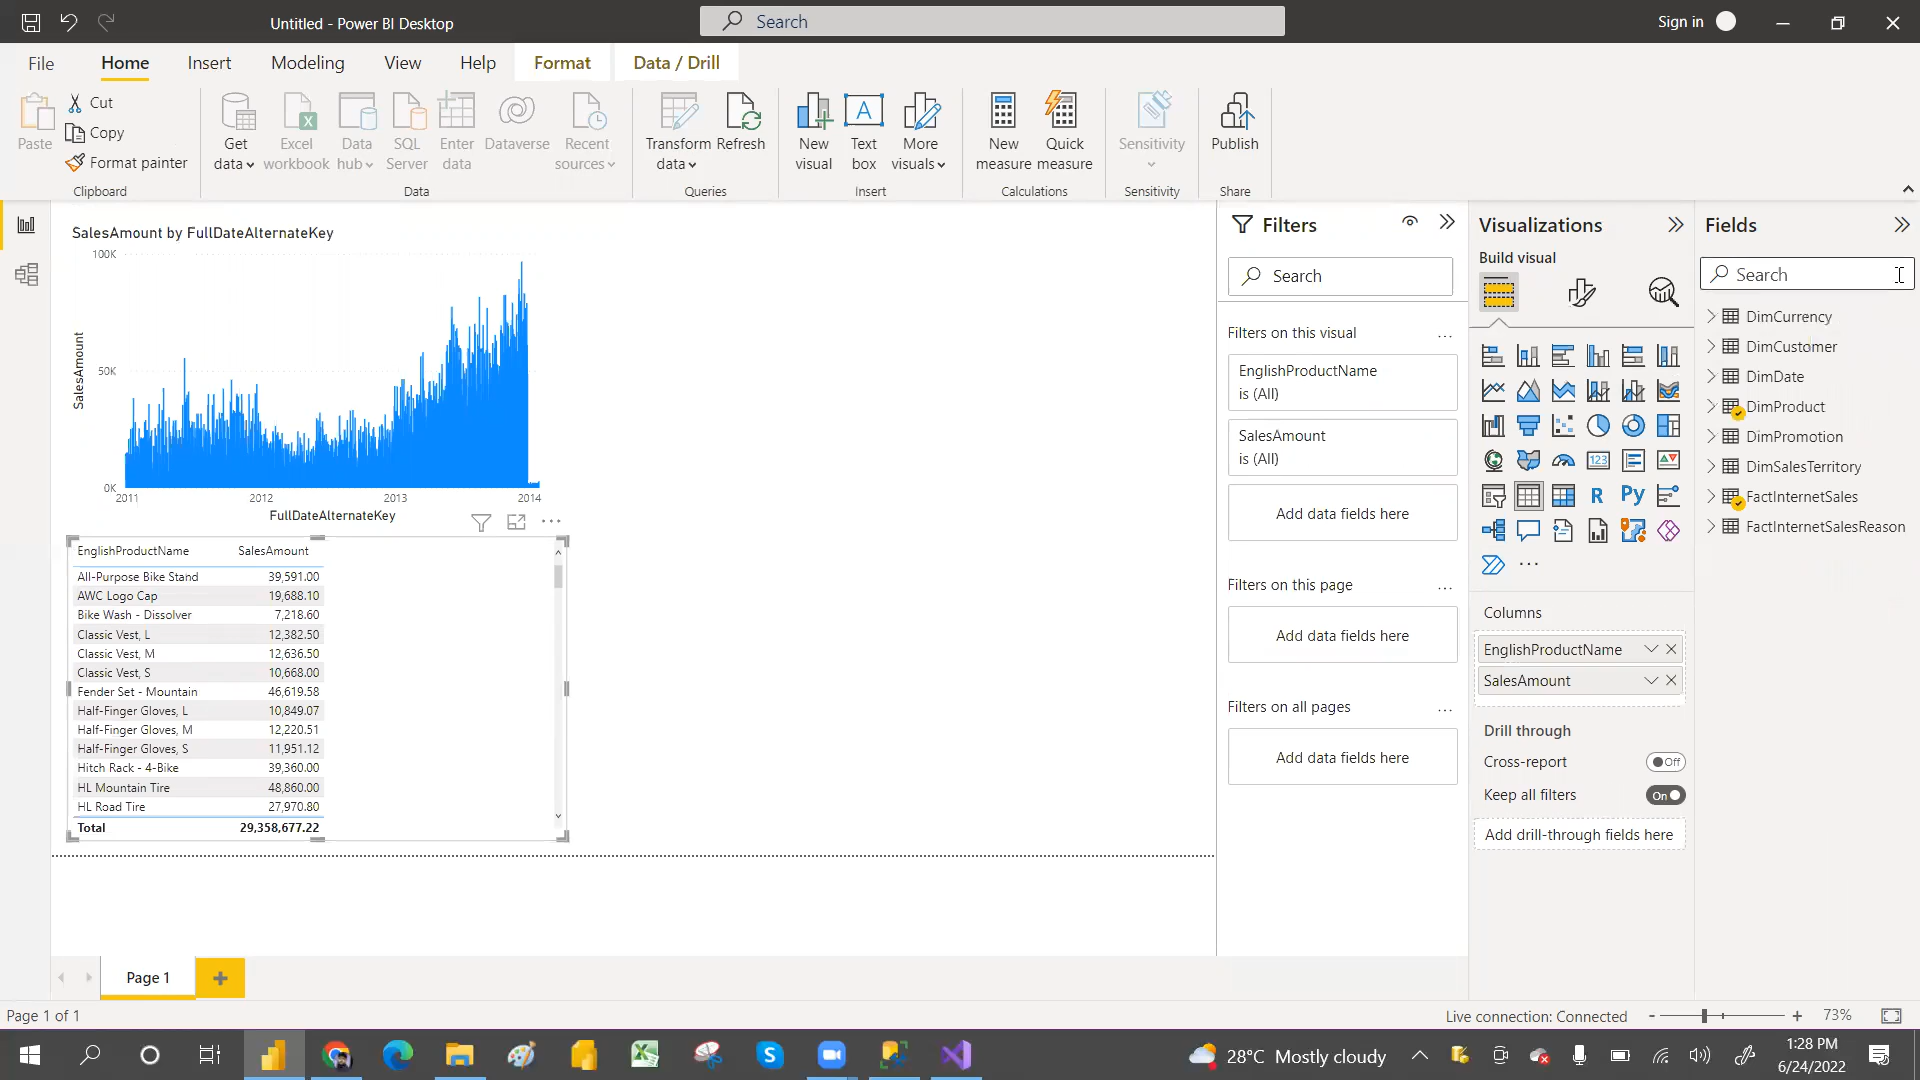 Untitled - Power BI Desktop
Search
Sign in
File
Home
Insert
Modeling
View
Help
Format
Data / Drill
Paste
Cut
Copy
Format painter
Clipboard
Get data
Excel workbook
Data hub
SQL Server
Enter data
Dataverse
Recent sources
Data
Transform data
Refresh
Queries
New visual
A
Text box
More visuals
Insert
New measure
Quick measure
Calculations
Sensitivity
Sensitivity
Publish
Share
SalesAmount by FullDateAlternateKey
100K
50K
0K
SalesAmount
2011
2012
2013
2014
FullDateAlternateKey
EnglishProductName SalesAmount
All-Purpose Bike Stand 39,591.00
AWC Logo Cap 19,688.10
Bike Wash - Dissolver 7,218.60
Classic Vest, L 12,382.50
Classic Vest, M 12,636.50
Classic Vest, S 10,668.00
Fender Set - Mountain 46,619.58
Half-Finger Gloves, L 10,849.07
Half-Finger Gloves, M 12,220.51
Half-Finger Gloves, S 11,951.12
Hitch Rack - 4-Bike 39,360.00
HL Mountain Tire 48,860.00
HL Road Tire 27,970.80
Total 29,358,677.22
Filters
Search
Filters on this visual
EnglishProductName
is (All)
SalesAmount
is (All)
Add data fields here
Filters on this page
Add data fields here
Filters on all pages
Add data fields here
Visualizations
Build visual
123
R
Py
Columns
EnglishProductName
SalesAmount
Drill through
Cross-report Off
Keep all filters On
Add drill-through fields here
Fields
Search
DimCurrency
DimCustomer
DimDate
DimProduct
DimPromotion
DimSalesTerritory
FactInternetSales
FactInternetSalesReason
Page 1
Page 1 of 1
Live connection: Connected
73%
28°C Mostly cloudy
1:28 PM
6/24/2022